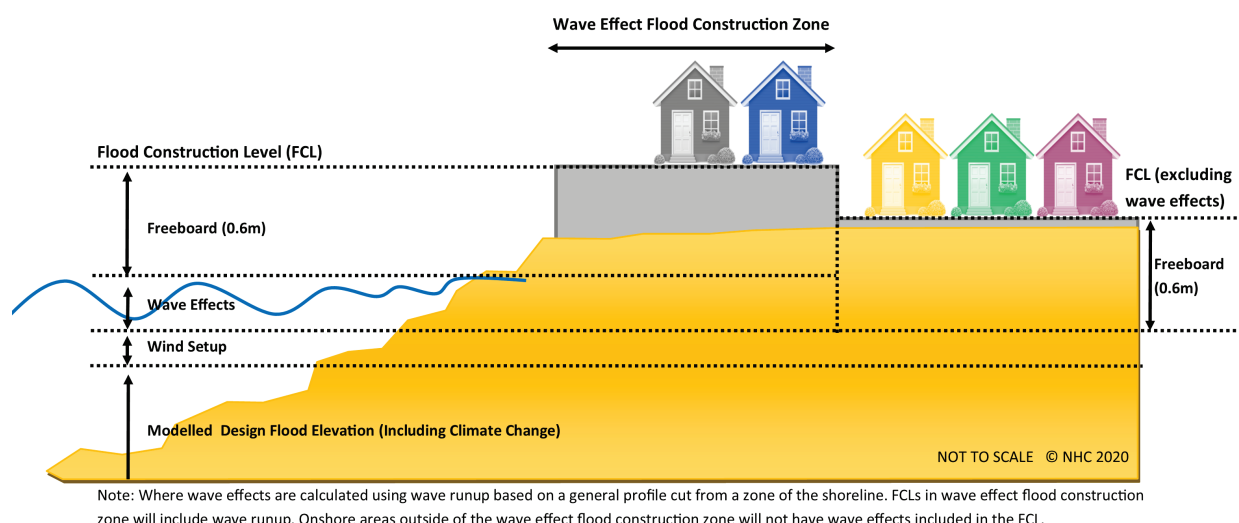 Wave Effect Flood Construction Zone
Flood Construction Level (FCL)
FCL (excluding
wave effects)
Freeboard (0.6m)
Freeboard
(0.6m)
Wave Effects
Wind Setup
Modelled Design Flood Elevation (Including Climate Change)
NOT TO SCALE © NHC 2020
Note: Where wave effects are calculated using wave runup based on a general profile cut from a zone of the shoreline. FCLs in wave effect flood construction
zone will include wave runup. Onshore areas outside of the wave effect flood construction zone will not have wave effects included in the FCL.